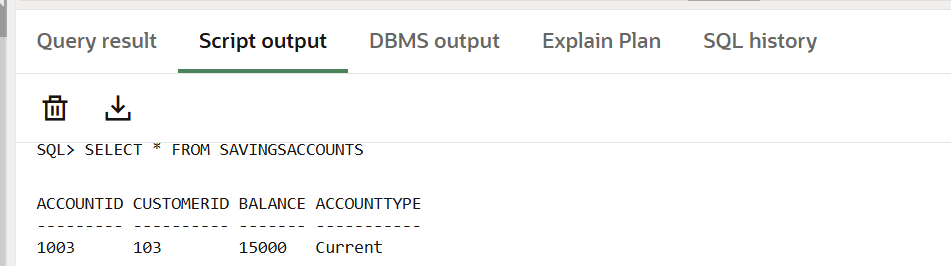 Query result Script output DBMS output Explain Plan SQL history
SQL> SELECT * FROM SAVINGSACCOUNTS
ACCOUNTID CUSTOMERID BALANCE ACCOUNTTYPE
--------- ---------- ------- -----------
1003 103 15000 Current